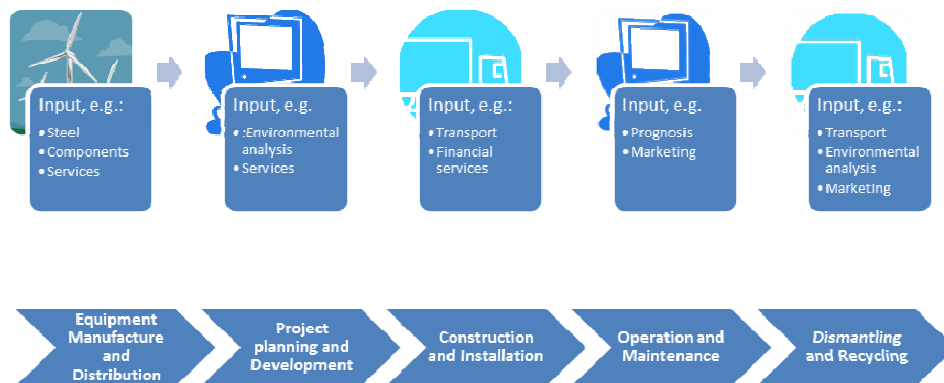 Input, e.g.:
• Steel
• Components
• Services
Input, e.g.
• :Environmental
analysis
• Services
Input, e.g.:
• Transport
• Financial
services
Input, e.g.
• Prognosis
• Marketing
Input, e.g.:
• Transport
• Environmental
analysis
• Marketing
Equipment
Manufacture
and
Distribution
Project
planning and
Development
Construction
and Installation
Operation and
Maintenance
Dismantling
and Recycling